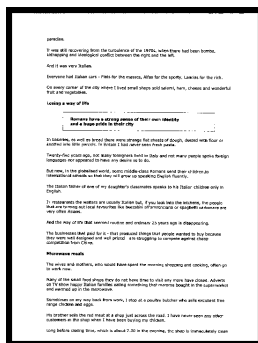 paradise.
It was still recovering from the turbulence of the 1970s, when there had been bombs,
kidnapping and ideological conflict between the right and the left.
And it was very Italian.
Everyone had Italian cars - Fiats for the masses, Alfas for the sporty, Lancias for the rich.
On every corner of the city where I lived small shops sold salami, ham, cheese and wonderful
fruit and vegetables.
Losing a way of life
Romans have a strong sense of their own identity
and a huge pride in their city
In bakeries, as well as bread there were strange flat sheets of dough, dusted with flour or
another one little parcels. In Britain I had never seen fresh pasta.
Twenty-five years ago, not many foreigners lived in Italy and not many people spoke foreign
languages nor appeared to have any desire to do so.
But now, in the globalised world, some middle-class Romans send their children to
international schools so that they will grow up speaking English fluently.
The Italian father of one of my daughter's classmates speaks to his Italian children only in
English.
In restaurants the waiters are usually Italian but, if you look into the kitchen, the people
that are turning out local favourites like bucatini all'amatriciana or spaghetti carbonara are
very often Asians.
And the way of life that seemed routine and ordinary 25 years ago is disappearing.
The businesses that paid for it - that produced things that people wanted to buy because
they were well designed and well priced - are struggling to compete against cheap
competition from China.
Microwave meals
The wives and mothers, who would have spent the morning shopping and cooking, often go
to work now.
Many of the small food shops they do not have time to visit any more have closed. Adverts
on TV show happy Italian families eating something that mamma bought in the supermarket
and warmed up in the microwave.
Sometimes on my way back from work, I stop at a poultry butcher who sells excellent free
range chicken and eggs.
His brother sells the red meat at a shop just across the road. I have never seen any other
customers in the shop when I have been buying the chicken.
Long before closing time, which is about 7.30 in the evening, the shop is immaculately clean